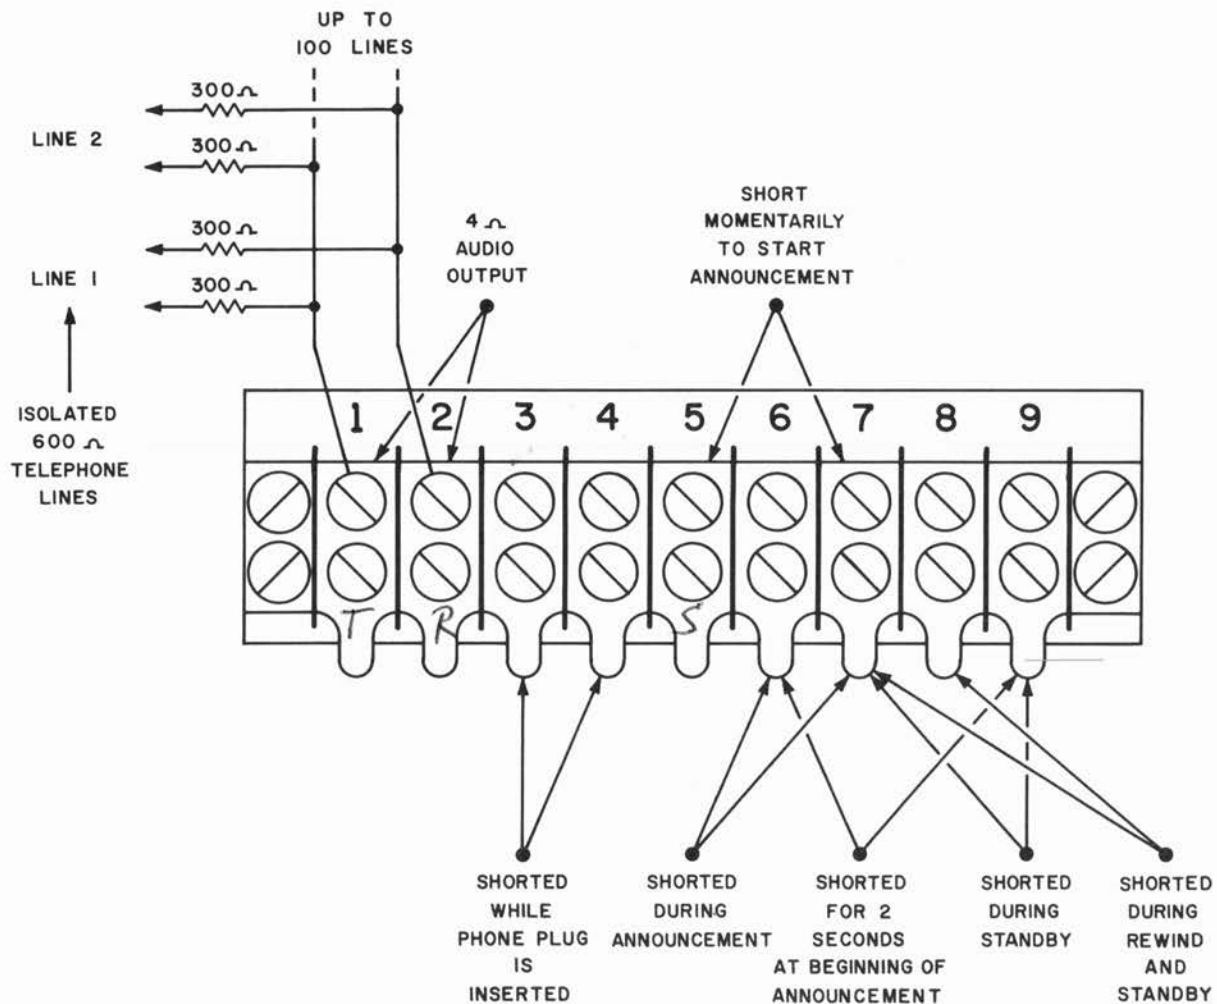 UP TO
100 LINES
300Ω
LINE 2
300Ω
300Ω
LINE 1
300Ω
ISOLATED
600 Ω
TELEPHONE
LINES
4 Ω
AUDIO
OUTPUT
SHORT
MOMENTARILY
TO START
ANNOUNCEMENT
1 2 3 4 5 6 7 8 9
T R S
SHORTED
WHILE
PHONE PLUG
IS
INSERTED
SHORTED
DURING
ANNOUNCEMENT
SHORTED
FOR 2
SECONDS
AT BEGINNING OF
ANNOUNCEMENT
SHORTED
DURING
STANDBY
SHORTED
DURING
REWIND
AND
STANDBY